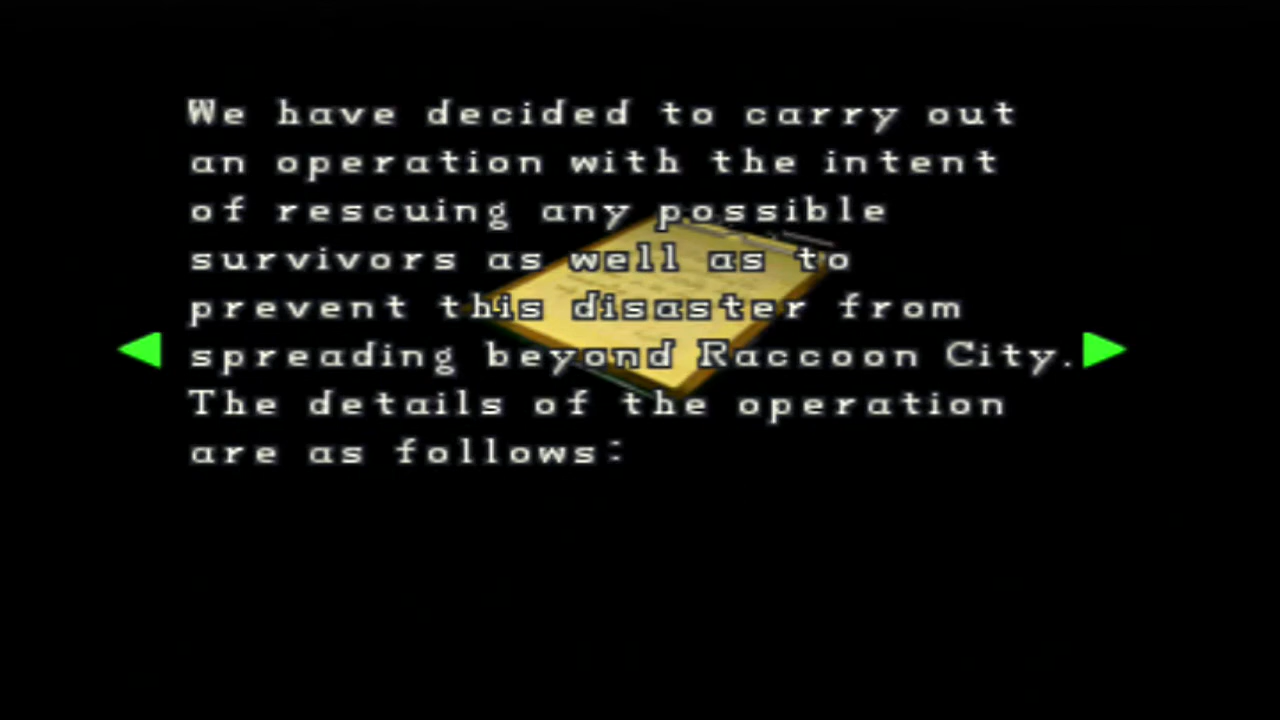 We have decided to carry out
an operation with the intent
of rescuing any possible
survivors as well as to
prevent this disaster from
spreading beyond Raccoon City.
The details of the operation
are as follows: